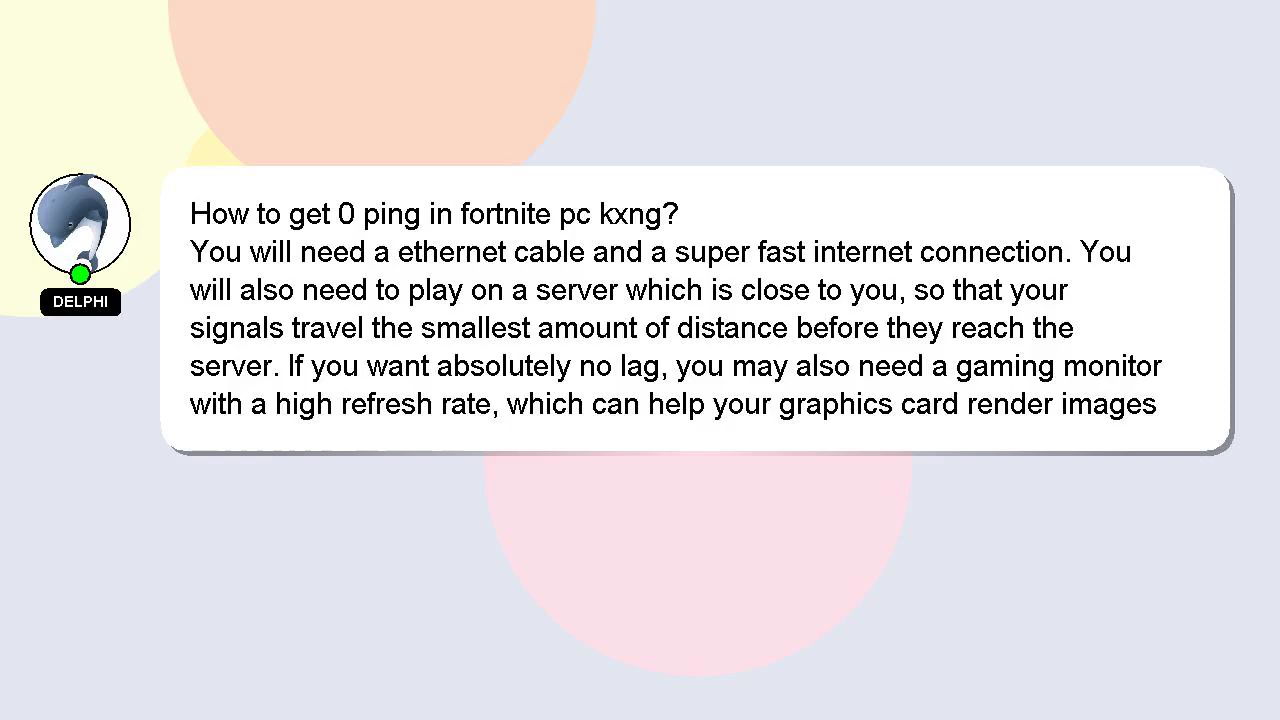 How to get 0 ping in fortnite pc kxng?
You will need a ethernet cable and a super fast internet connection. You
will also need to play on a server which is close to you, so that your
signals travel the smallest amount of distance before they reach the
server. If you want absolutely no lag, you may also need a gaming monitor
with a high refresh rate, which can help your graphics card render images
DELPHI